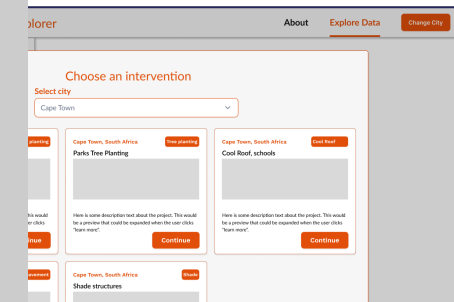 plorer
About
Explore Data
Change City
Choose an intervention
Select city
Cape Town
planting
his would
er clicks
inue
Cape Town, South Africa
Tree planting
Parks Tree Planting
Here is some description text about the project. This would
be a preview that could be expanded when the user clicks
"learn more".
Continue
Cape Town, South Africa
Cool Roof
Cool Roof, schools
Here is some description text about the project. This would
be a preview that could be expanded when the user clicks
"learn more".
Continue
avement
Cape Town, South Africa
Shade
Shade structures